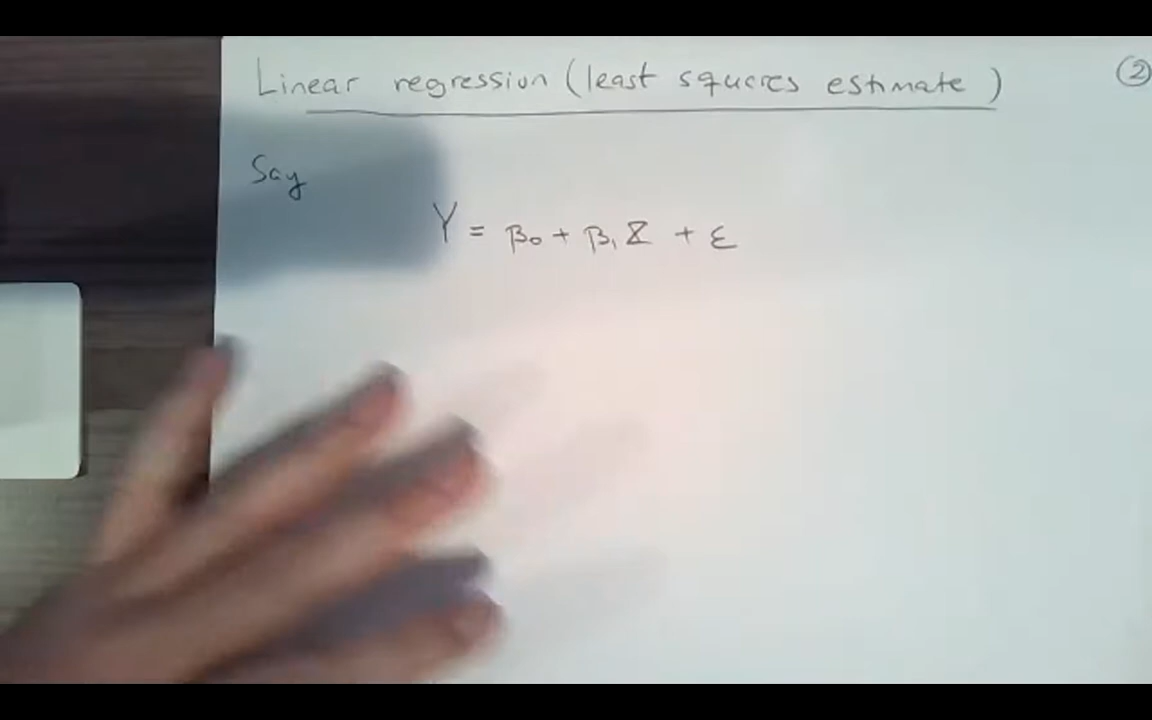 Linear regression (least squares estimate)
②
Say
Y = β₀ + β₁ X + ε